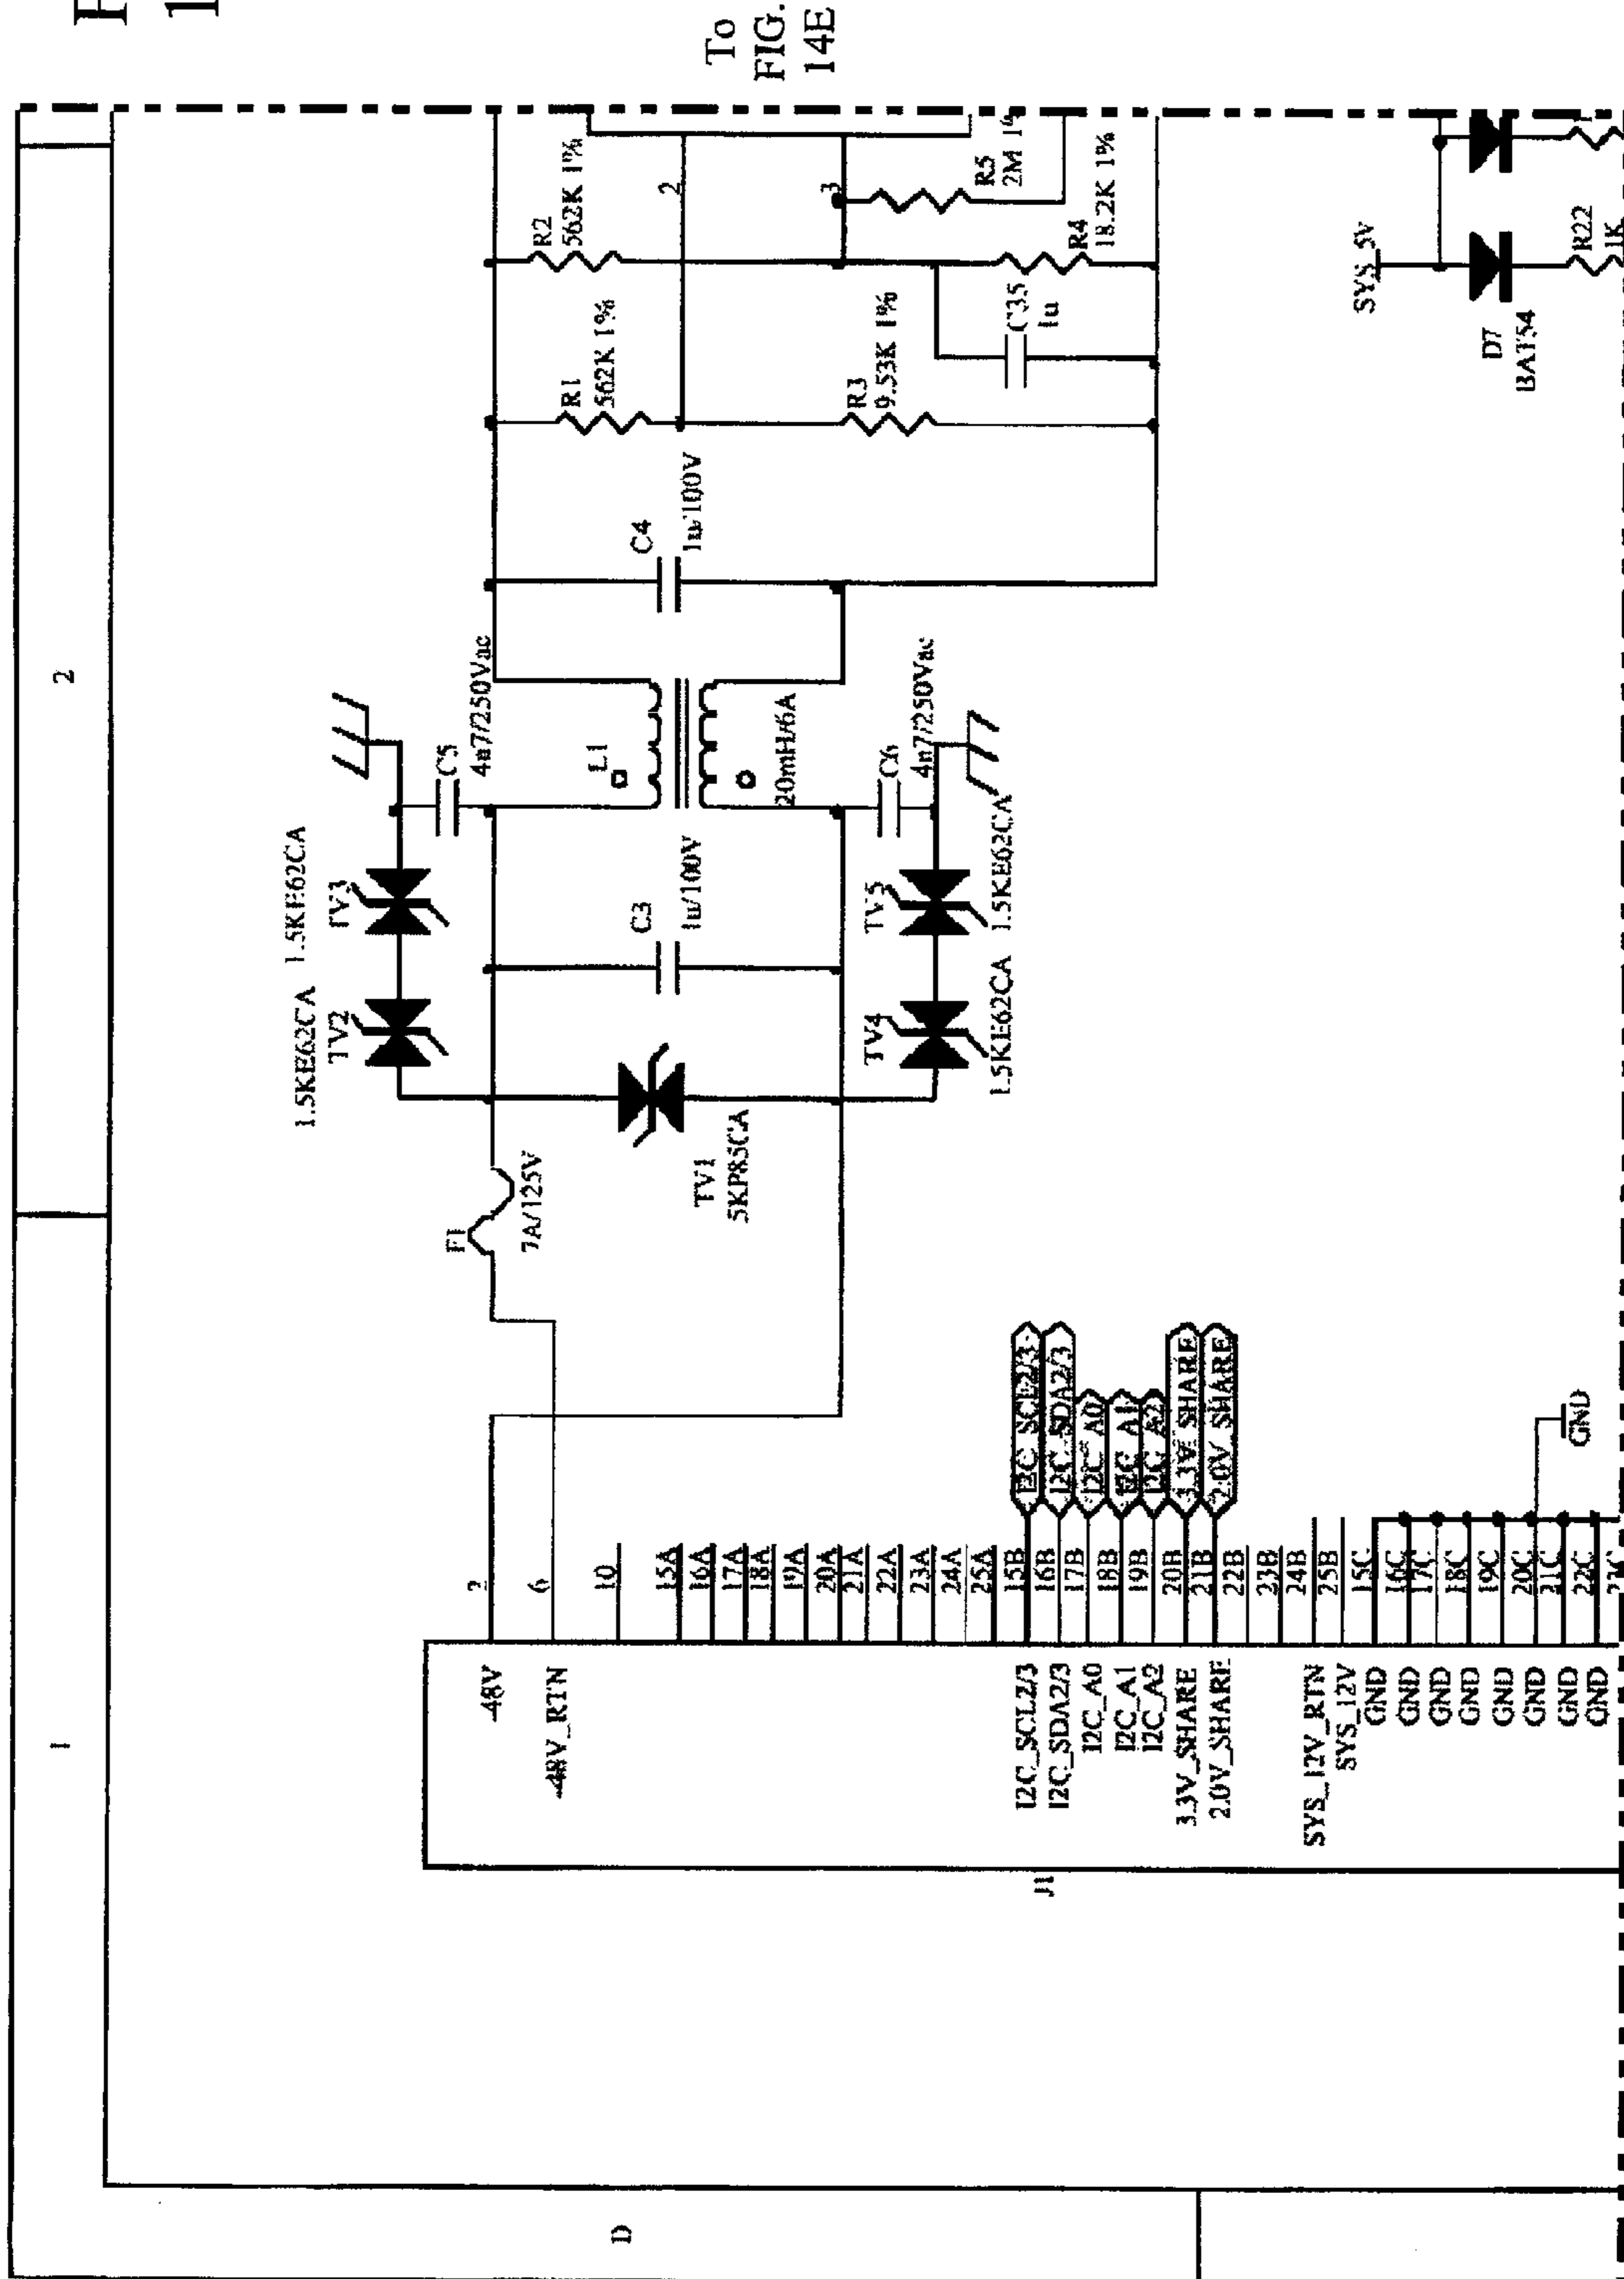 To
FIG.
14E
1
2
D
1.5KE62CA
1.5KE62CA
TV2
TV3
C5
4n7/250Vac
F1
7A/125V
TV1
5KP85CA
C3
1u/100V
L1
20mH/6A
C4
1u/100V
R1
562K 1%
R2
562K 1%
2
3
R3
9.53K 1%
C35
1u
R4
18.2K 1%
R5
2M
TV4
TV5
C6
4n7/250Vac
1.5KE62CA
1.5KE62CA
SYS_5V
D7
BAT54
R22
1K
J1
-48V
2
-48V_RTN
6
10
15A
16A
17A
18A
19A
20A
21A
22A
23A
24A
25A
I2C_SCL2/3 15B I2C_SCL2/3
I2C_SDA2/3 16B I2C_SDA2/3
I2C_A0 17B I2C_A0
I2C_A1 18B I2C_A1
I2C_A2 19B I2C_A2
3.3V_SHARE 20B 3.3V_SHARE
2.0V_SHARE 21B 2.0V_SHARE
22B
23B
SYS_12V_RTN 24B
SYS_12V 25B
GND 15C
GND 16C
GND 17C
GND 18C
GND 19C
GND 20C
GND 21C
GND 22C
GND